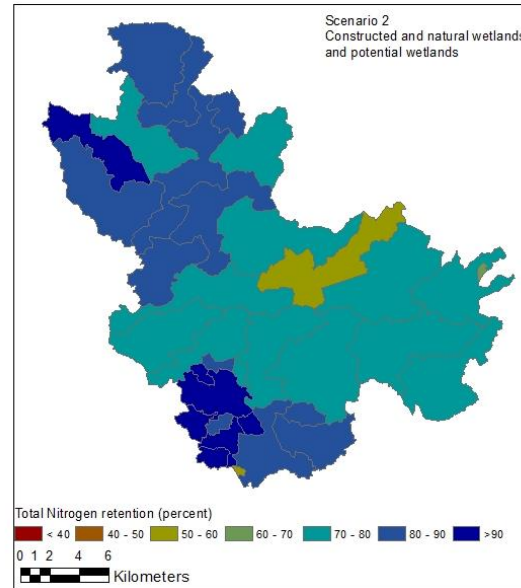 Scenario 2
Constructed and natural wetlands
and potential wetlands
Total Nitrogen retention (percent)
< 40 40 - 50 50 - 60 60 - 70 70 - 80 80 - 90 >90
0 1 2 4 6
Kilometers